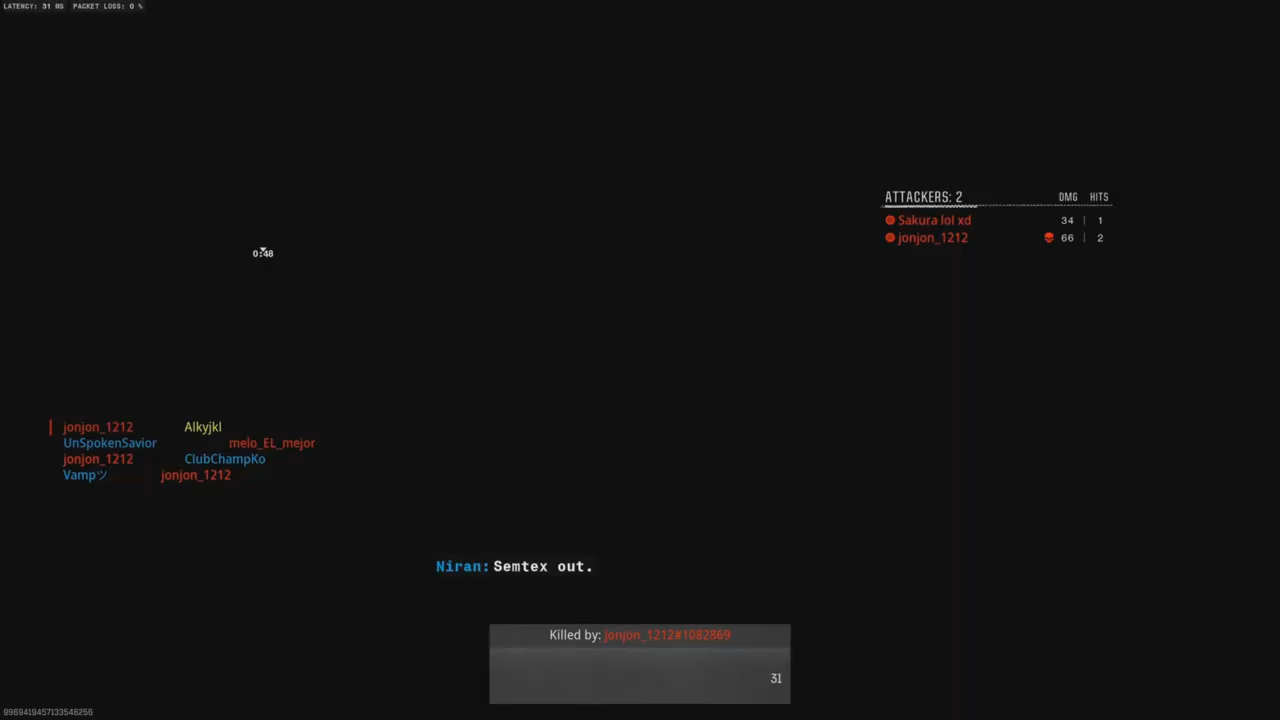 LATENCY: 31 MS PACKET LOSS: 0 %
ATTACKERS: 2 DMG HITS
Sakura lol xd 34 | 1
jonjon_1212 66 | 2
0:48
jonjon_1212 Alkyjkl
UnSpokenSavior melo_EL_mejor
jonjon_1212 ClubChampKo
Vampツ jonjon_1212
Niran: Semtex out.
Killed by: jonjon_1212#1082869
31
9969419457133546256